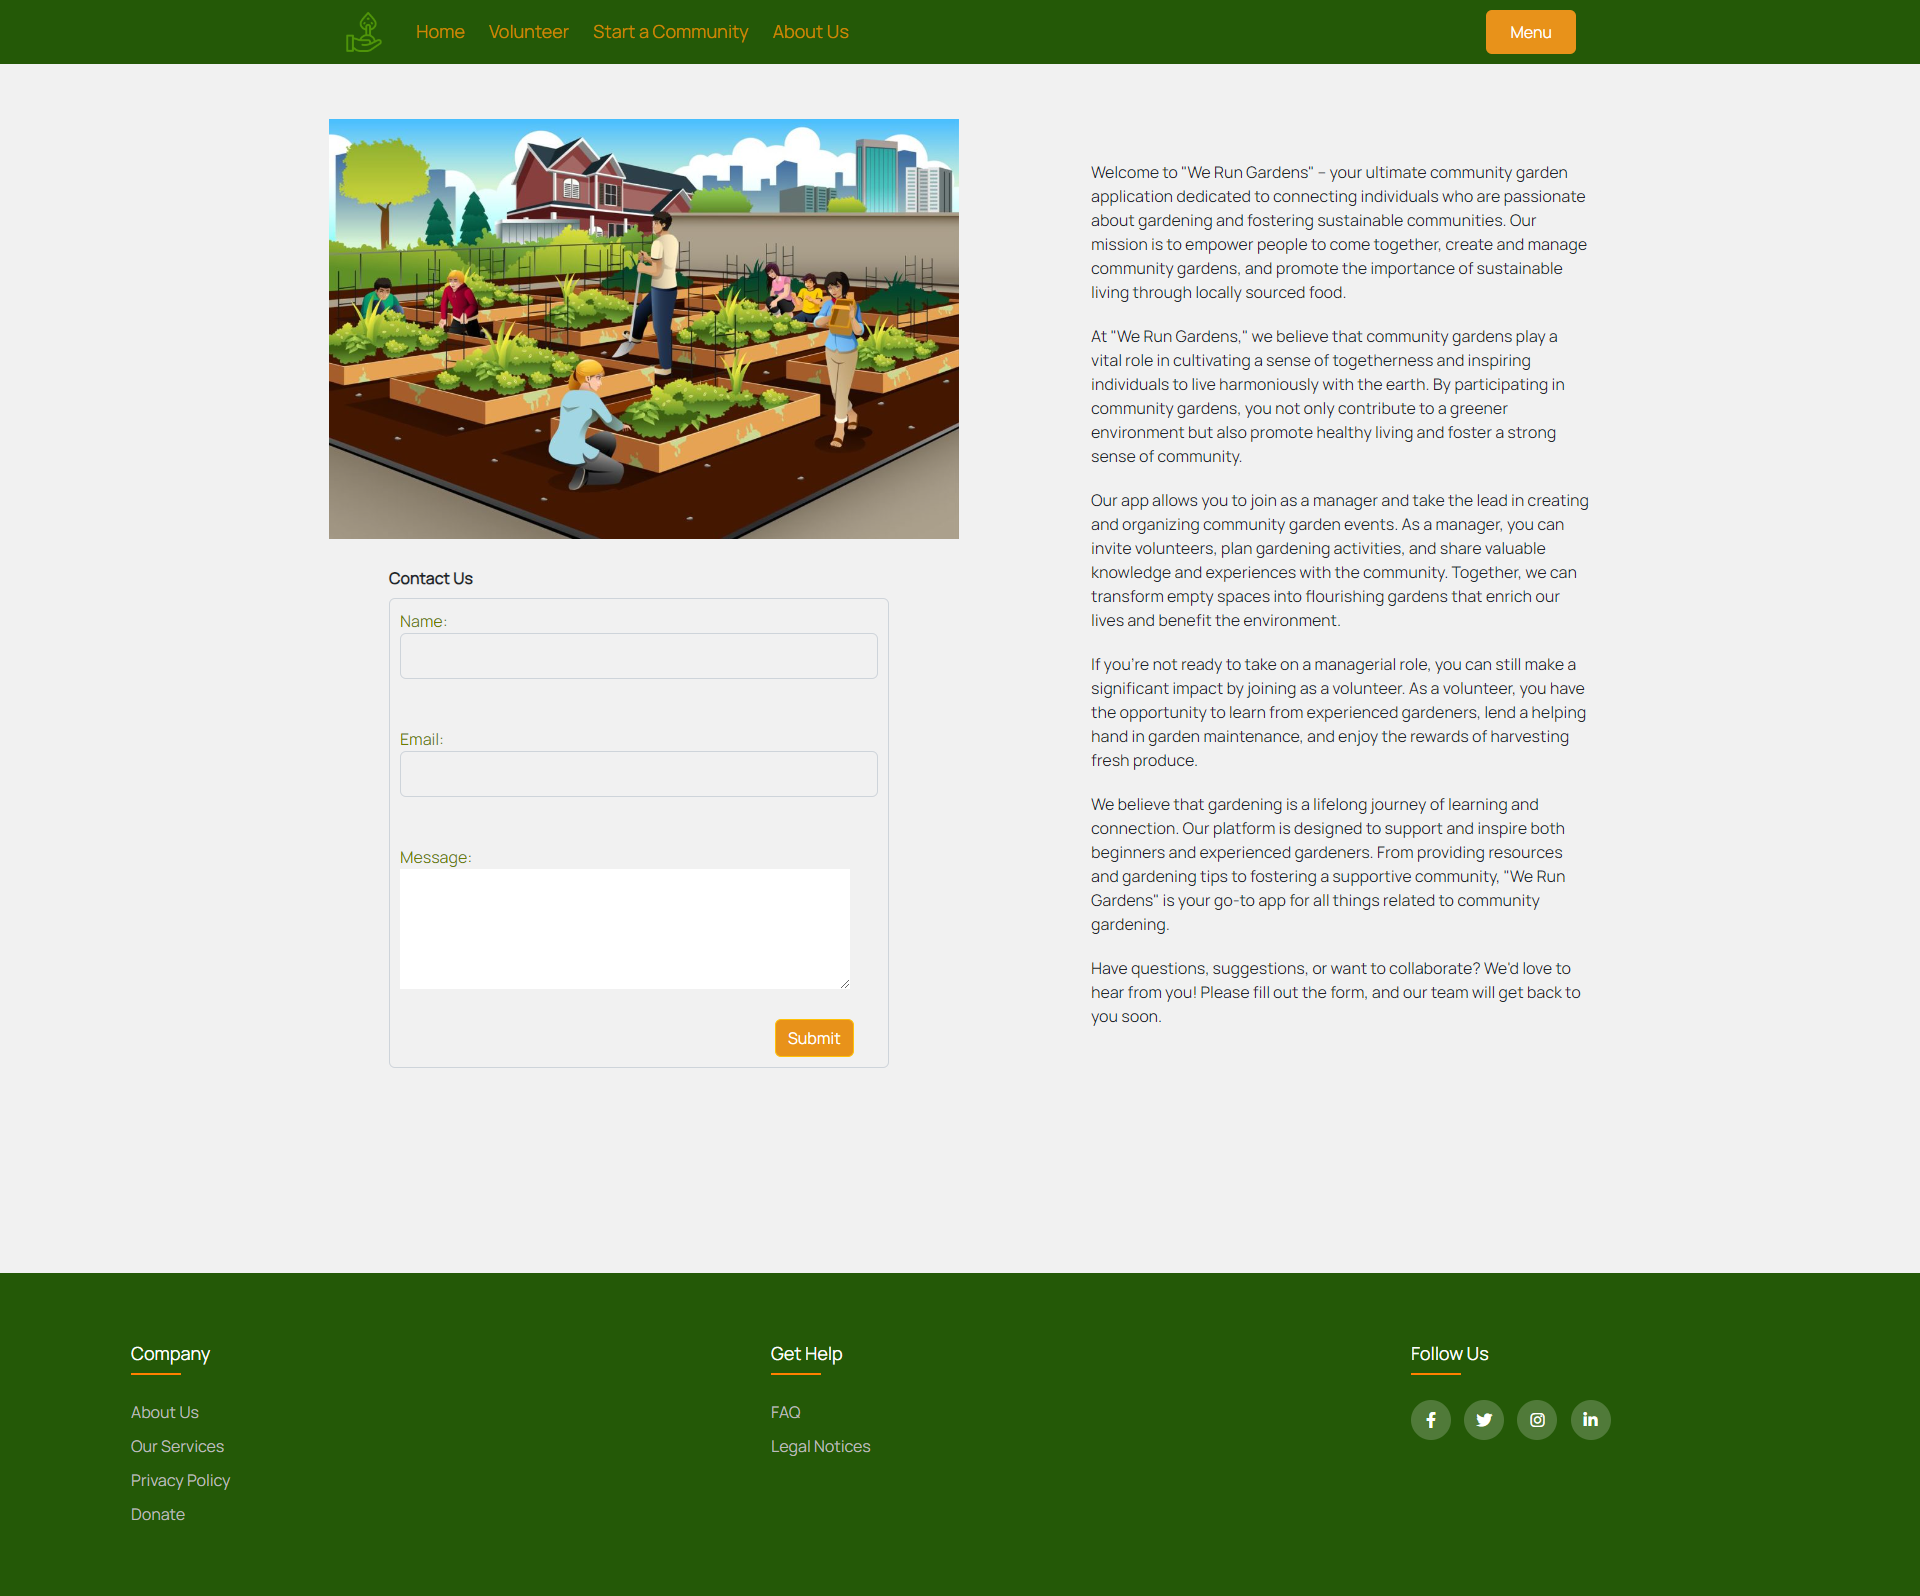 Home Volunteer Start a Community About Us
Menu
Contact Us
Name:
Email:
Message:
Submit
Welcome to "We Run Gardens" – your ultimate community garden
application dedicated to connecting individuals who are passionate
about gardening and fostering sustainable communities. Our
mission is to empower people to come together, create and manage
community gardens, and promote the importance of sustainable
living through locally sourced food.
At "We Run Gardens," we believe that community gardens play a
vital role in cultivating a sense of togetherness and inspiring
individuals to live harmoniously with the earth. By participating in
community gardens, you not only contribute to a greener
environment but also promote healthy living and foster a strong
sense of community.
Our app allows you to join as a manager and take the lead in creating
and organizing community garden events. As a manager, you can
invite volunteers, plan gardening activities, and share valuable
knowledge and experiences with the community. Together, we can
transform empty spaces into flourishing gardens that enrich our
lives and benefit the environment.
If you're not ready to take on a managerial role, you can still make a
significant impact by joining as a volunteer. As a volunteer, you have
the opportunity to learn from experienced gardeners, lend a helping
hand in garden maintenance, and enjoy the rewards of harvesting
fresh produce.
We believe that gardening is a lifelong journey of learning and
connection. Our platform is designed to support and inspire both
beginners and experienced gardeners. From providing resources
and gardening tips to fostering a supportive community, "We Run
Gardens" is your go-to app for all things related to community
gardening.
Have questions, suggestions, or want to collaborate? We'd love to
hear from you! Please fill out the form, and our team will get back to
you soon.
Company
About Us
Our Services
Privacy Policy
Donate
Get Help
FAQ
Legal Notices
Follow Us